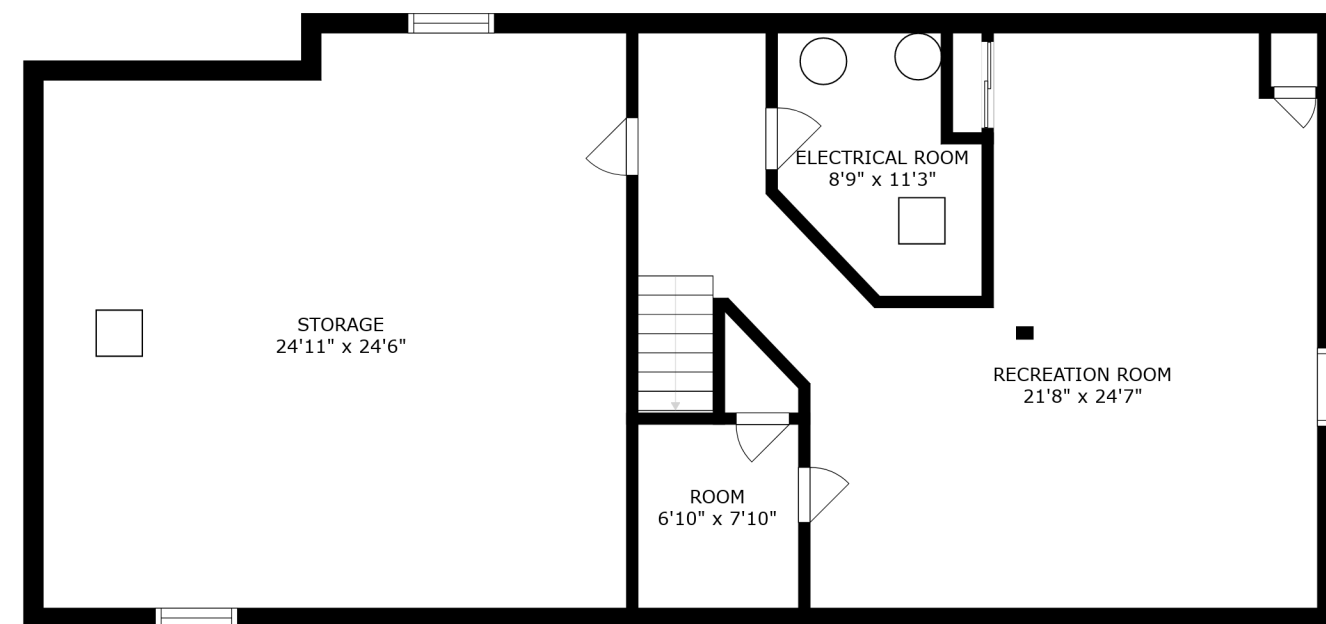 ELECTRICAL ROOM
8'9" x 11'3"
STORAGE
24'11" x 24'6"
RECREATION ROOM
21'8" x 24'7"
ROOM
6'10" x 7'10"